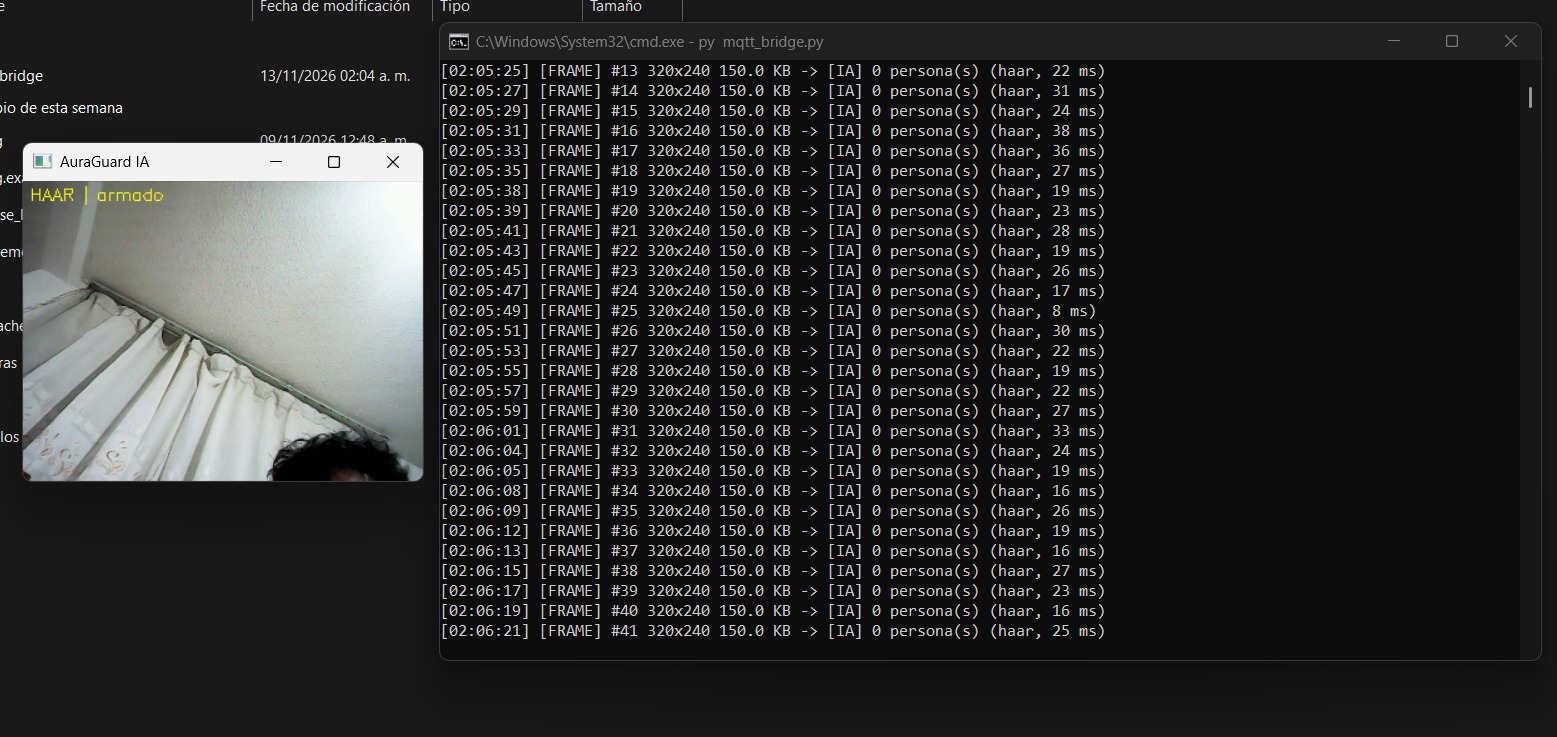 Fecha de modificación
Tipo
Tamaño
bridge
13/11/2026 02:04 a. m.
pio de esta semana
09/11/2026 12:48 a. m.
g.ex
se_
em
ache
ras
los
AuraGuard IA
HAAR | armado
C:\Windows\System32\cmd.exe - py  mqtt_bridge.py
[02:05:25] [FRAME] #13 320x240 150.0 KB -> [IA] 0 persona(s) (haar, 22 ms)
[02:05:27] [FRAME] #14 320x240 150.0 KB -> [IA] 0 persona(s) (haar, 31 ms)
[02:05:29] [FRAME] #15 320x240 150.0 KB -> [IA] 0 persona(s) (haar, 24 ms)
[02:05:31] [FRAME] #16 320x240 150.0 KB -> [IA] 0 persona(s) (haar, 38 ms)
[02:05:33] [FRAME] #17 320x240 150.0 KB -> [IA] 0 persona(s) (haar, 36 ms)
[02:05:35] [FRAME] #18 320x240 150.0 KB -> [IA] 0 persona(s) (haar, 27 ms)
[02:05:38] [FRAME] #19 320x240 150.0 KB -> [IA] 0 persona(s) (haar, 19 ms)
[02:05:39] [FRAME] #20 320x240 150.0 KB -> [IA] 0 persona(s) (haar, 23 ms)
[02:05:41] [FRAME] #21 320x240 150.0 KB -> [IA] 0 persona(s) (haar, 28 ms)
[02:05:43] [FRAME] #22 320x240 150.0 KB -> [IA] 0 persona(s) (haar, 19 ms)
[02:05:45] [FRAME] #23 320x240 150.0 KB -> [IA] 0 persona(s) (haar, 26 ms)
[02:05:47] [FRAME] #24 320x240 150.0 KB -> [IA] 0 persona(s) (haar, 17 ms)
[02:05:49] [FRAME] #25 320x240 150.0 KB -> [IA] 0 persona(s) (haar, 8 ms)
[02:05:51] [FRAME] #26 320x240 150.0 KB -> [IA] 0 persona(s) (haar, 30 ms)
[02:05:53] [FRAME] #27 320x240 150.0 KB -> [IA] 0 persona(s) (haar, 22 ms)
[02:05:55] [FRAME] #28 320x240 150.0 KB -> [IA] 0 persona(s) (haar, 19 ms)
[02:05:57] [FRAME] #29 320x240 150.0 KB -> [IA] 0 persona(s) (haar, 22 ms)
[02:05:59] [FRAME] #30 320x240 150.0 KB -> [IA] 0 persona(s) (haar, 27 ms)
[02:06:01] [FRAME] #31 320x240 150.0 KB -> [IA] 0 persona(s) (haar, 33 ms)
[02:06:04] [FRAME] #32 320x240 150.0 KB -> [IA] 0 persona(s) (haar, 24 ms)
[02:06:05] [FRAME] #33 320x240 150.0 KB -> [IA] 0 persona(s) (haar, 19 ms)
[02:06:08] [FRAME] #34 320x240 150.0 KB -> [IA] 0 persona(s) (haar, 16 ms)
[02:06:09] [FRAME] #35 320x240 150.0 KB -> [IA] 0 persona(s) (haar, 26 ms)
[02:06:12] [FRAME] #36 320x240 150.0 KB -> [IA] 0 persona(s) (haar, 19 ms)
[02:06:13] [FRAME] #37 320x240 150.0 KB -> [IA] 0 persona(s) (haar, 16 ms)
[02:06:15] [FRAME] #38 320x240 150.0 KB -> [IA] 0 persona(s) (haar, 27 ms)
[02:06:17] [FRAME] #39 320x240 150.0 KB -> [IA] 0 persona(s) (haar, 23 ms)
[02:06:19] [FRAME] #40 320x240 150.0 KB -> [IA] 0 persona(s) (haar, 16 ms)
[02:06:21] [FRAME] #41 320x240 150.0 KB -> [IA] 0 persona(s) (haar, 25 ms)